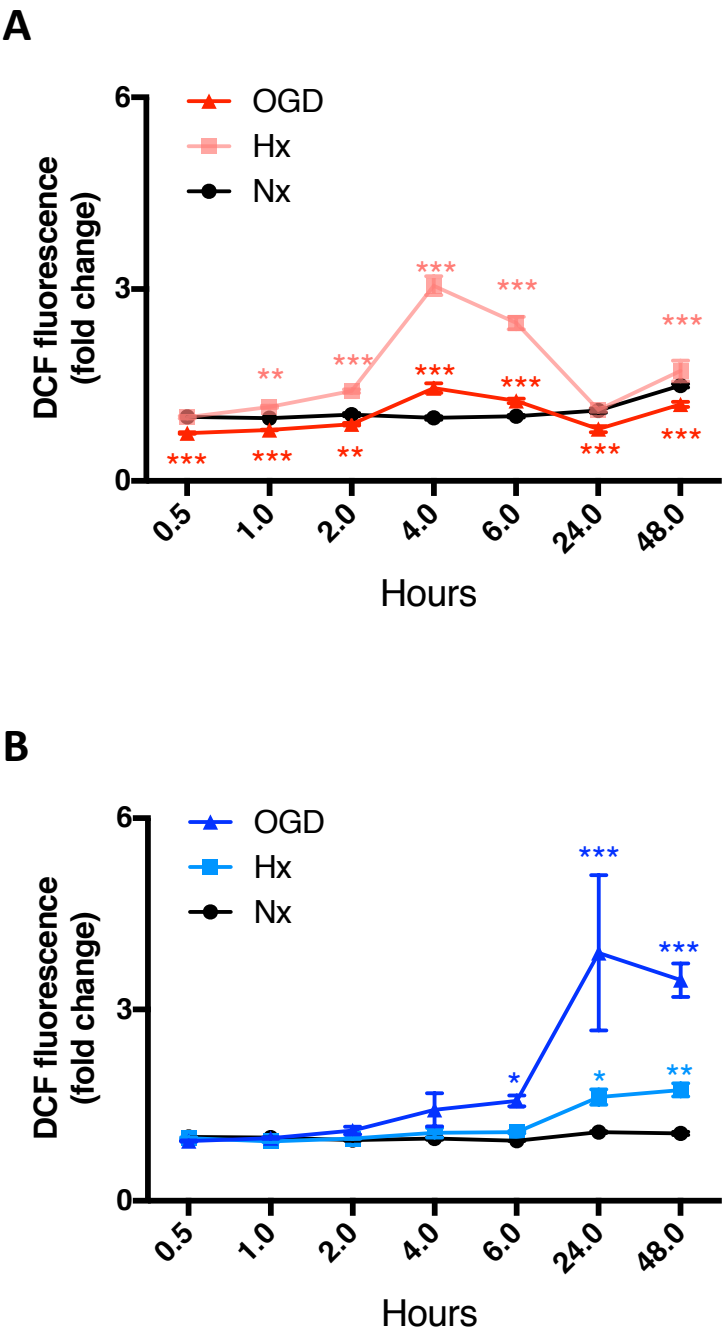 A
6
3
0
DCF fluorescence
(fold change)
OGD
Hx
Nx
***
***
**
***
***
***
***
***
***
**
***
***
0.5
1.0
2.0
4.0
6.0
24.0
48.0
Hours
B
6
3
0
DCF fluorescence
(fold change)
OGD
Hx
Nx
***
***
*
*
**
0.5
1.0
2.0
4.0
6.0
24.0
48.0
Hours